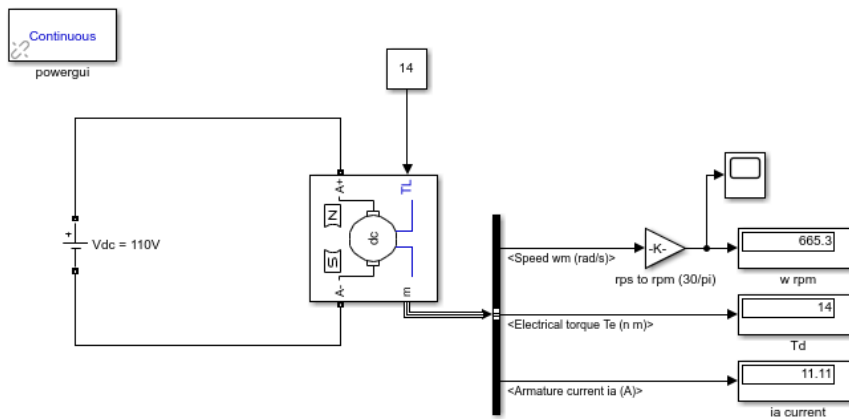 Continuous
powergui
14
A+
TL
N
Vdc = 110V
+
dc
S
A-
m
-K-
665.3
<Speed wm (rad/s)>
rps to rpm (30/pi)
w rpm
14
<Electrical torque Te (n m)>
Td
11.11
<Armature current ia (A)>
ia current